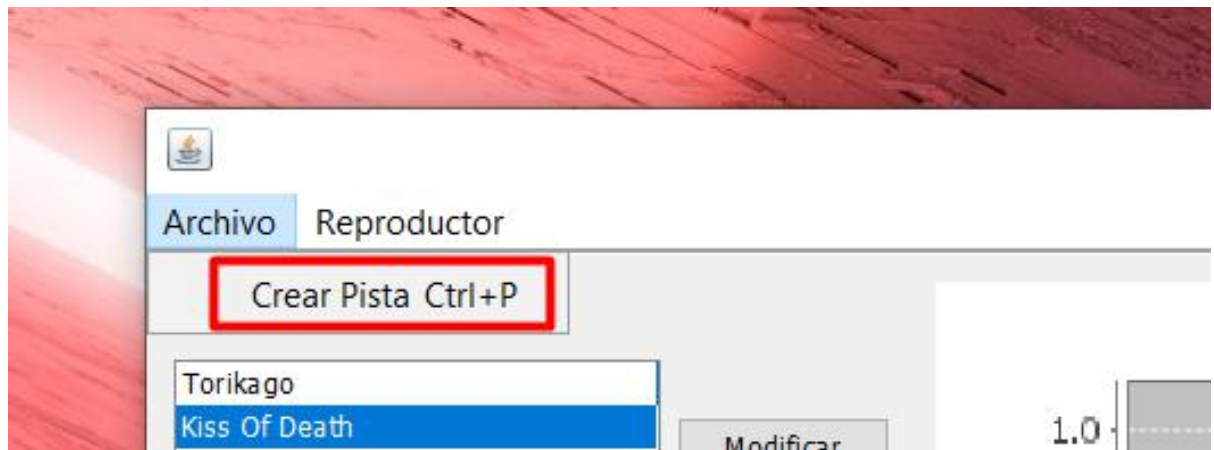 Archivo Reproductor
Crear Pista Ctrl+P
Torikago
Kiss Of Death
Modificar
1.0